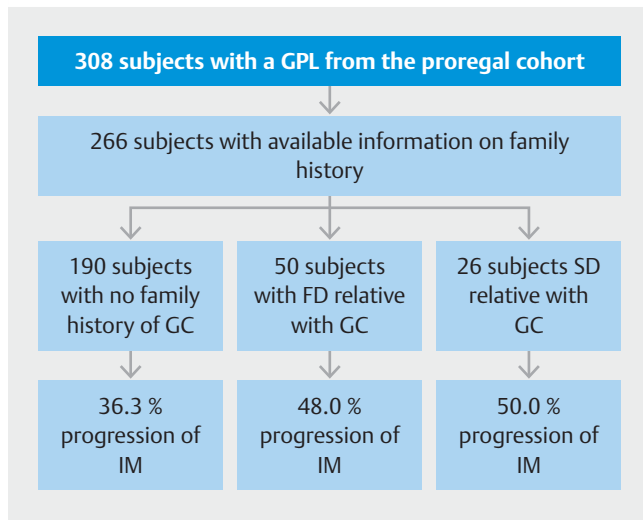 308 subjects with a GPL from the proregal cohort
266 subjects with available information on family
history
190 subjects
with no family
history of GC
50 subjects
with FD relative
with GC
26 subjects SD
relative with
GC
36.3 %
progression of
IM
48.0 %
progression of
IM
50.0 %
progression of
IM